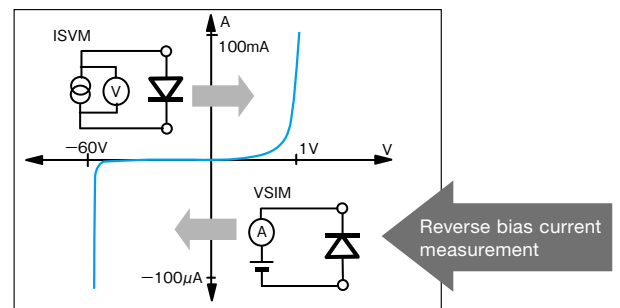 ISVM
A
100mA
V
−60V
1V
V
VSIM
A
−100µA
Reverse bias current
measurement